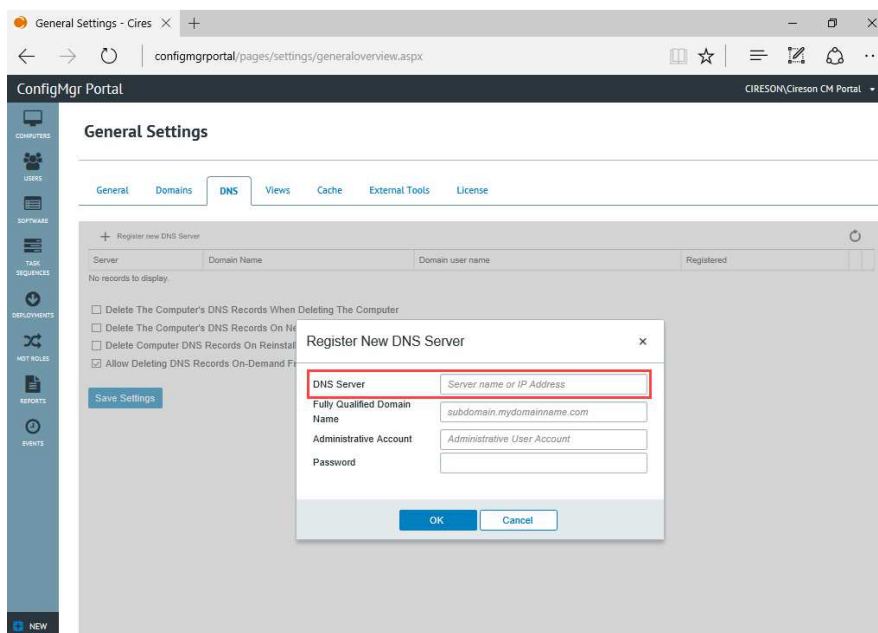 General Settings - Cires
configmgrportal/pages/settings/generaloverview.aspx
ConfigMgr Portal
CIRESON\Cireson CM Portal
COMPUTERS
USERS
SOFTWARE
TASK
SEQUENCES
DEPLOYMENTS
MDT ROLES
REPORTS
EVENTS
NEW
General Settings
General Domains DNS Views Cache External Tools License
Register new DNS Server
Server Domain Name Domain user name Registered
No records to display.
Delete The Computer's DNS Records When Deleting The Computer
Delete The Computer's DNS Records On Ne
Delete Computer DNS Records On Reinstal
Allow Deleting DNS Records On-Demand Fr
Save Settings
Register New DNS Server
DNS Server Server name or IP Address
Fully Qualified Domain
Name subdomain.mydomainname.com
Administrative Account Administrative User Account
Password
OK Cancel